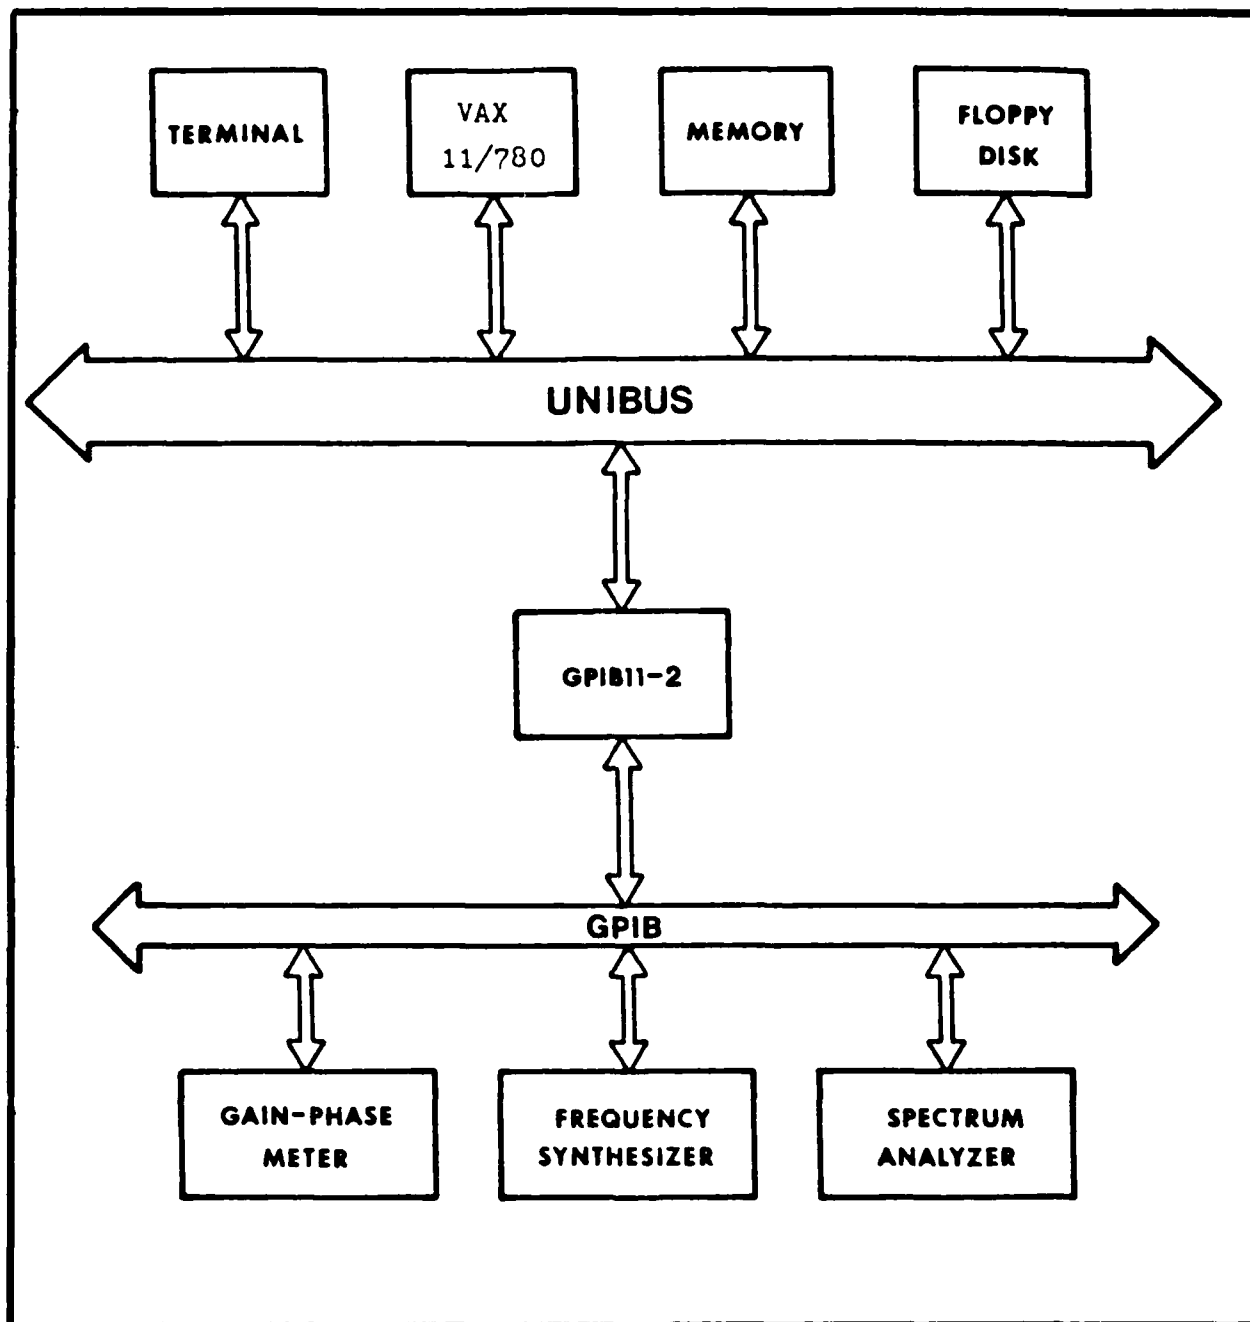 TERMINAL
VAX
11/780
MEMORY
FLOPPY
DISK
UNIBUS
GPIB11-2
GPIB
GAIN-PHASE
METER
FREQUENCY
SYNTHESIZER
SPECTRUM
ANALYZER